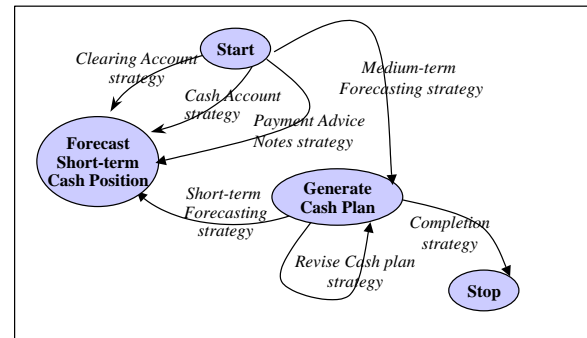 Start
Clearing Account
strategy
Cash Account
strategy
Payment Advice
Notes strategy
Medium-term
Forecasting strategy
Forecast
Short-term
Cash Position
Short-term
Forecasting
strategy
Generate
Cash Plan
Completion
strategy
Revise Cash plan
strategy
Stop